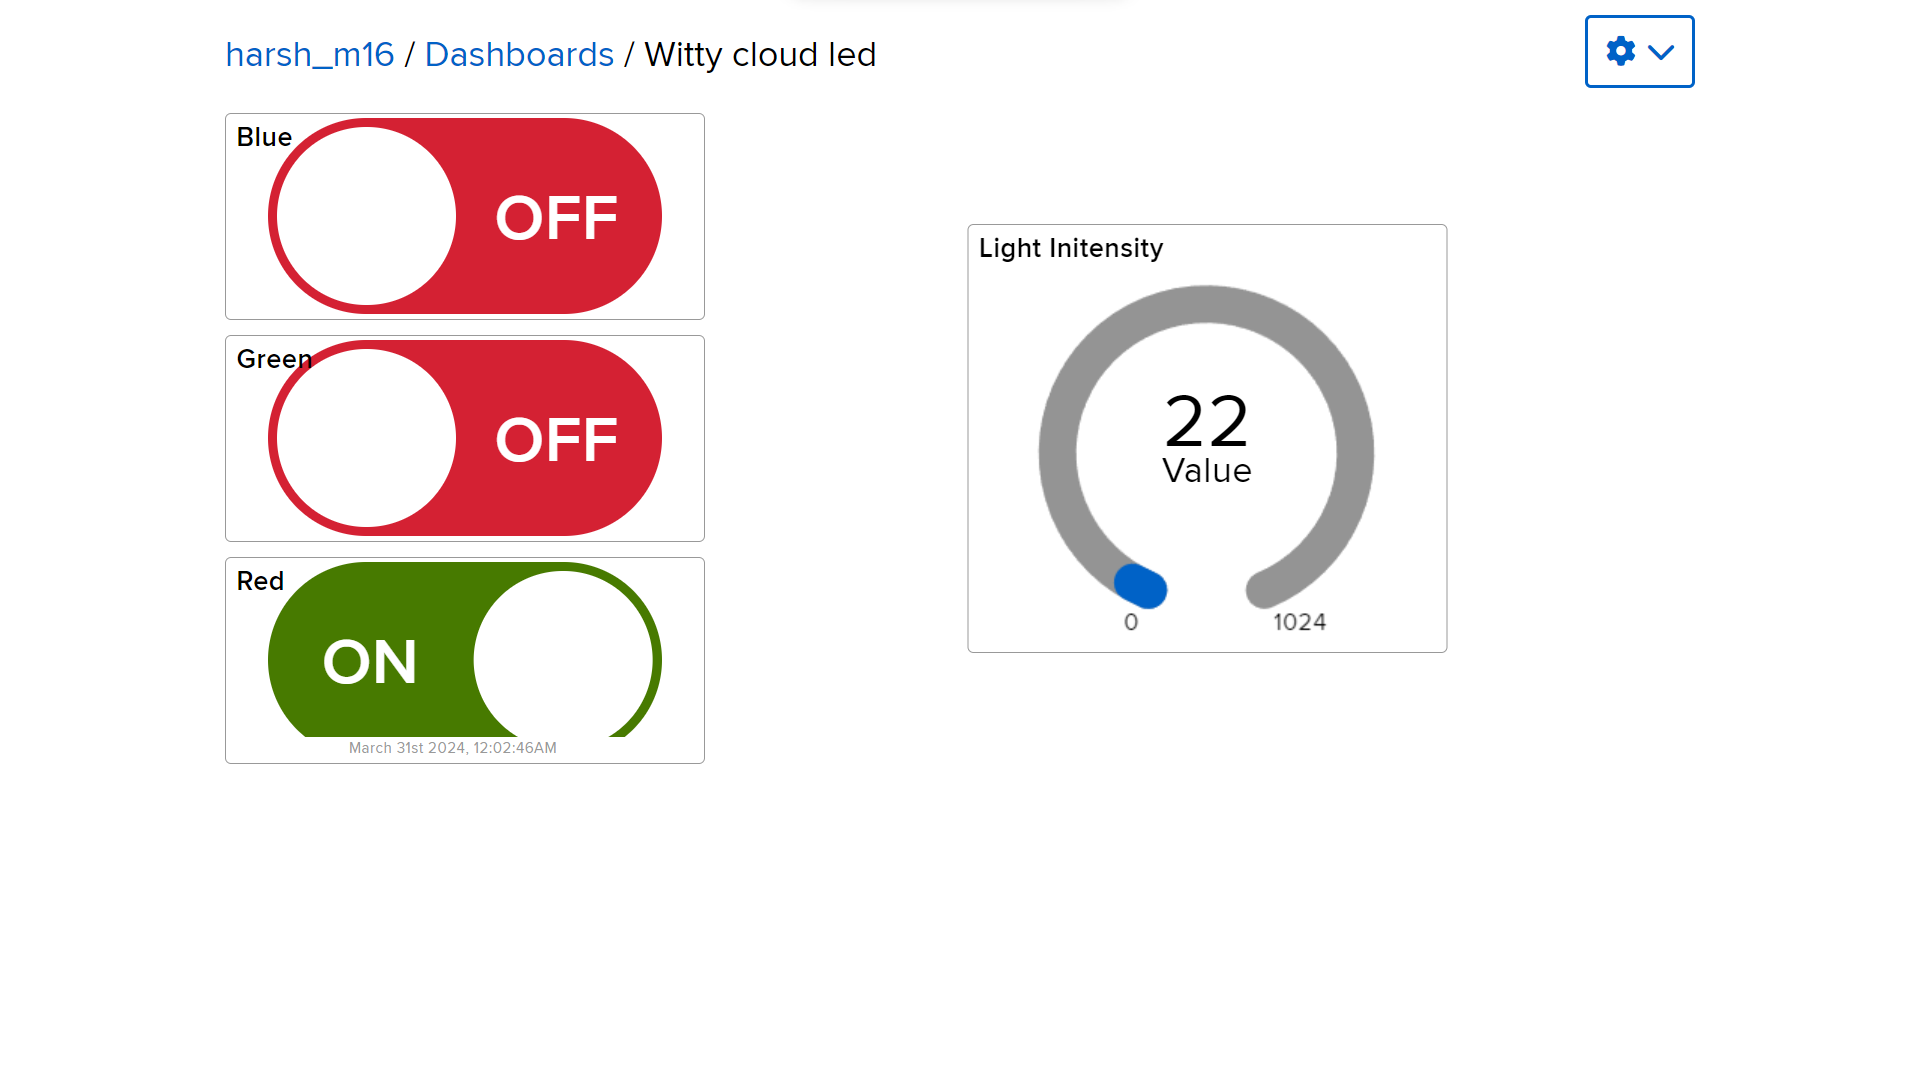 harsh_m16 / Dashboards / Witty cloud led
Blue
OFF
Green
OFF
Red
ON
March 31st 2024, 12:02:46AM
Light Initensity
22
Value
0
1024